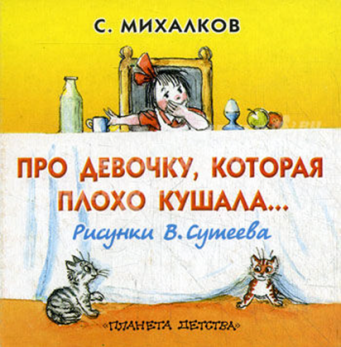 С. МИХАЛКОВ
ПРО ДЕВОЧКУ, КОТОРАЯ
ПЛОХО КУШАЛА...
Рисунки В. Сутеева
«ПЛАНЕТА ДЕТСТВА»